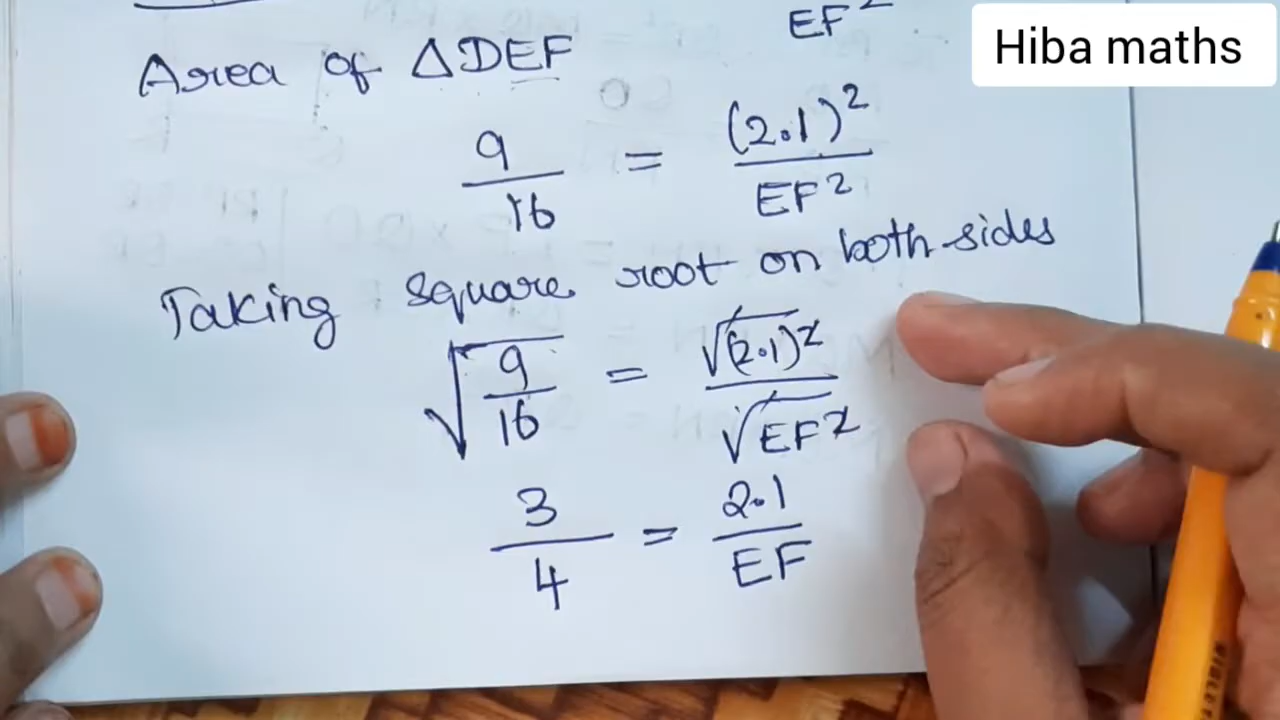 EF²
Hiba maths
Area of △DEF
9/16 = (2.1)²/EF²
Taking square root on both sides
√(9/16) = √(2.1)²/√EF²
3/4 = 2.1/EF